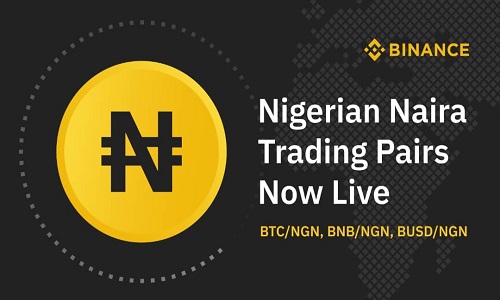 BINANCE
Nigerian Naira
Trading Pairs
Now Live
BTC/NGN, BNB/NGN, BUSD/NGN
₦